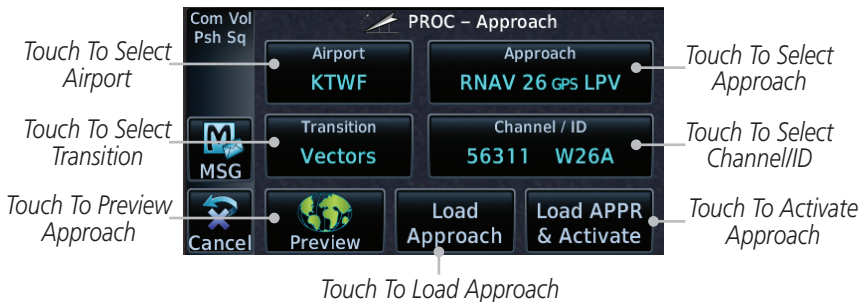 Com Vol
Psh Sq
PROC – Approach
Touch To Select
Airport
Airport
KTWF
Approach
RNAV 26 GPS LPV
Touch To Select
Approach
Touch To Select
Transition
MSG
Transition
Vectors
Channel / ID
56311 W26A
Touch To Select
Channel/ID
Touch To Preview
Approach
Cancel
Preview
Load
Approach
Load APPR
& Activate
Touch To Activate
Approach
Touch To Load Approach